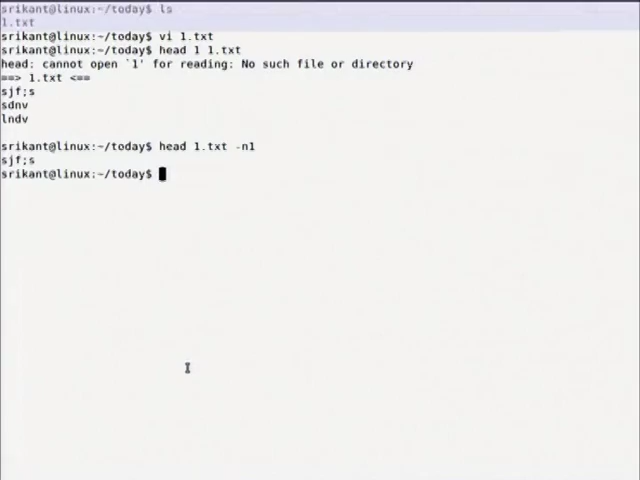 srikant@linux:~/today$ ls
1.txt
srikant@linux:~/today$ vi 1.txt
srikant@linux:~/today$ head 1 1.txt
head: cannot open `1' for reading: No such file or directory
==> 1.txt <==
sjf;s
sdnv
lndv
srikant@linux:~/today$ head 1.txt -n1
sjf;s
srikant@linux:~/today$